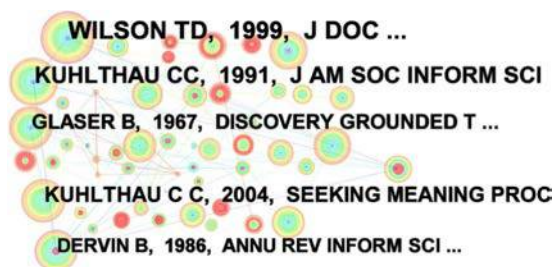 WILSON TD, 1999, J DOC ...
KUHLTHAU CC, 1991, J AM SOC INFORM SCI
GLASER B, 1967, DISCOVERY GROUNDED T ...
KUHLTHAU C C, 2004, SEEKING MEANING PROC
DERVIN B, 1986, ANNU REV INFORM SCI ...